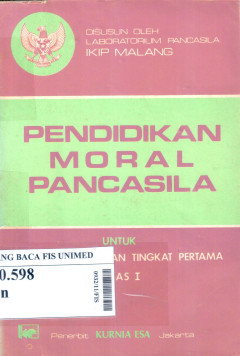 DISUSUN OLEH
LABORATORIUM PANCASILA
IKIP MALANG
PENDIDIKAN
MORAL
PANCASILA
UNTUK
AN TINGKAT PERTAMA
AS I
NG BACA FIS UNIMED
0.598
n
Penerbit KURNIA ESA Jakarta